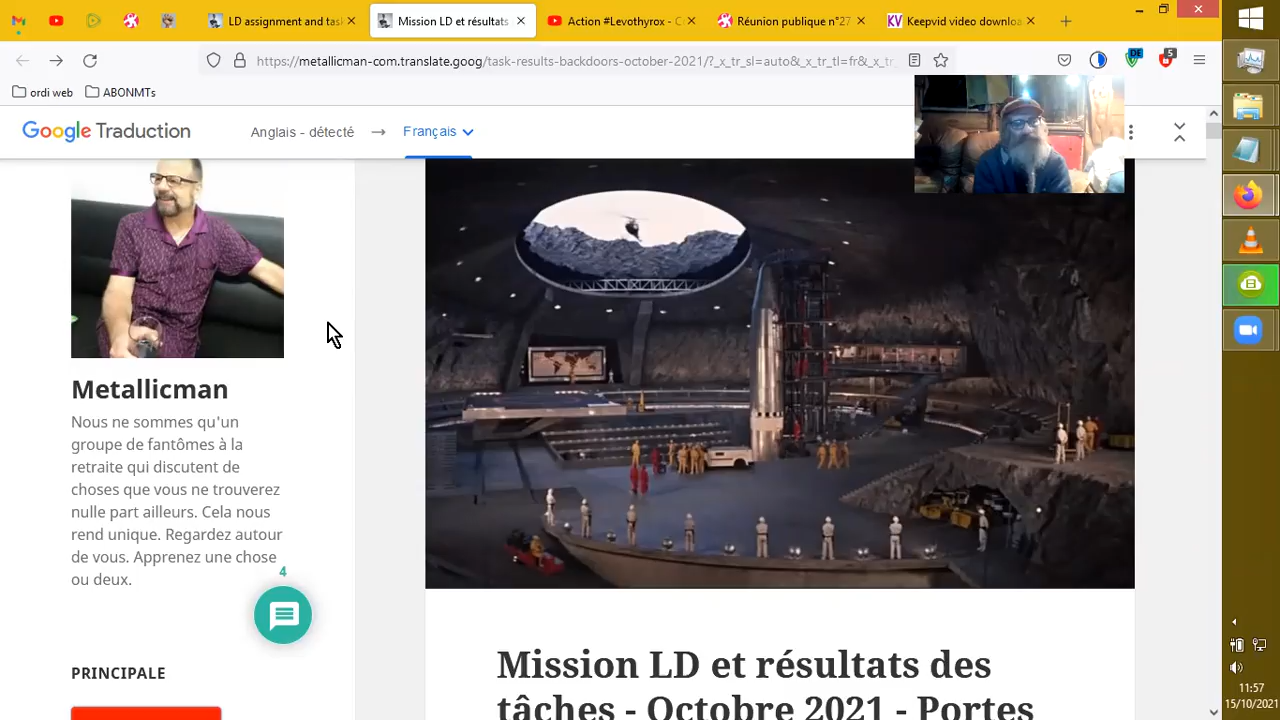 LD assignment and tas
Mission LD et résultats
Action #Levothyrox - C
Réunion publique n°27
KV Keepvid video downloa
https://metallicman-com.translate.goog/task-results-backdoors-october-2021/?_x_tr_sl=auto&_x_tr_tl=fr&_x_tr_
DE
5
ordi web
ABONMTs
Google Traduction
Anglais - détecté → Français
Metallicman
Nous ne sommes qu'un
groupe de fantômes à la
retraite qui discutent de
choses que vous ne trouverez
nulle part ailleurs. Cela nous
rend unique. Regardez autour
de vous. Apprenez une chose
ou deux.
4
PRINCIPALE
Mission LD et résultats des
tâches - Octobre 2021 - Portes
11:57
15/10/2021